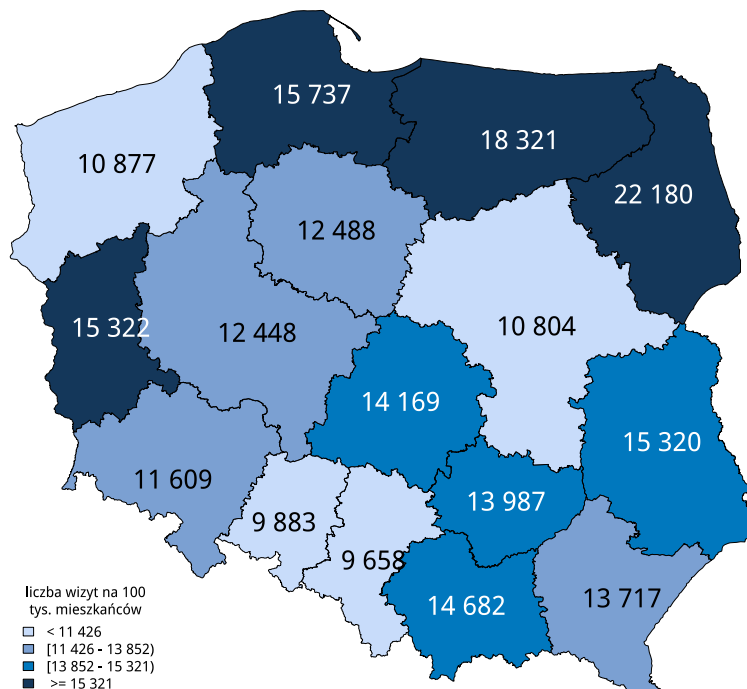 15 737
18 321
10 877
22 180
12 488
15 322
12 448
10 804
14 169
15 320
11 609
13 987
9 883
9 658
14 682
13 717
liczba wizyt na 100
tys. mieszkańców
< 11 426
[11 426 - 13 852)
[13 852 - 15 321)
>= 15 321